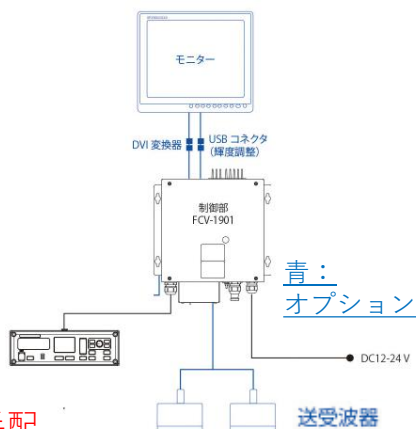 モニター
DVI 変換器
USB コネクタ
(輝度調整)
制御部
FCV-1901
青：
オプション
DC12-24 V
送受波器